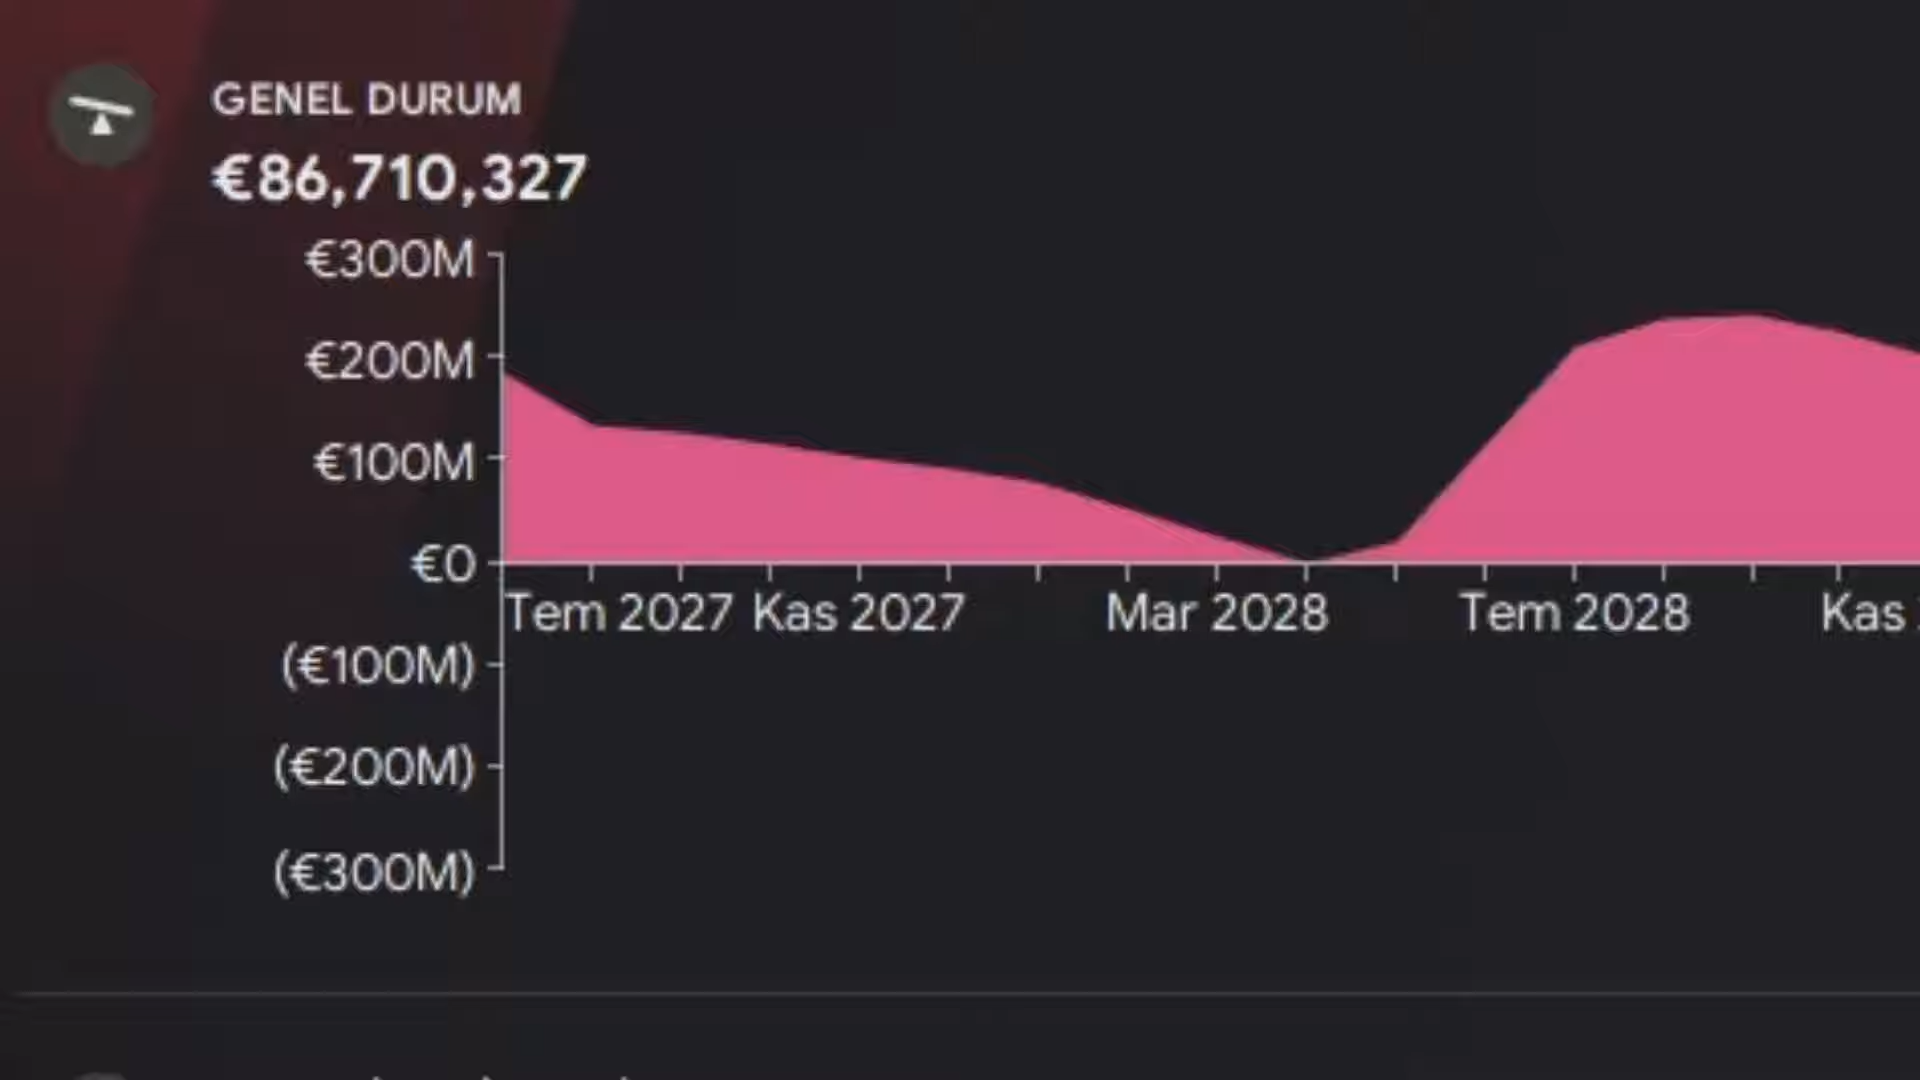 GENEL DURUM
€86,710,327
€300M
€200M
€100M
€0
Tem 2027 Kas 2027 Mar 2028 Tem 2028 Kas
(€100M)
(€200M)
(€300M)